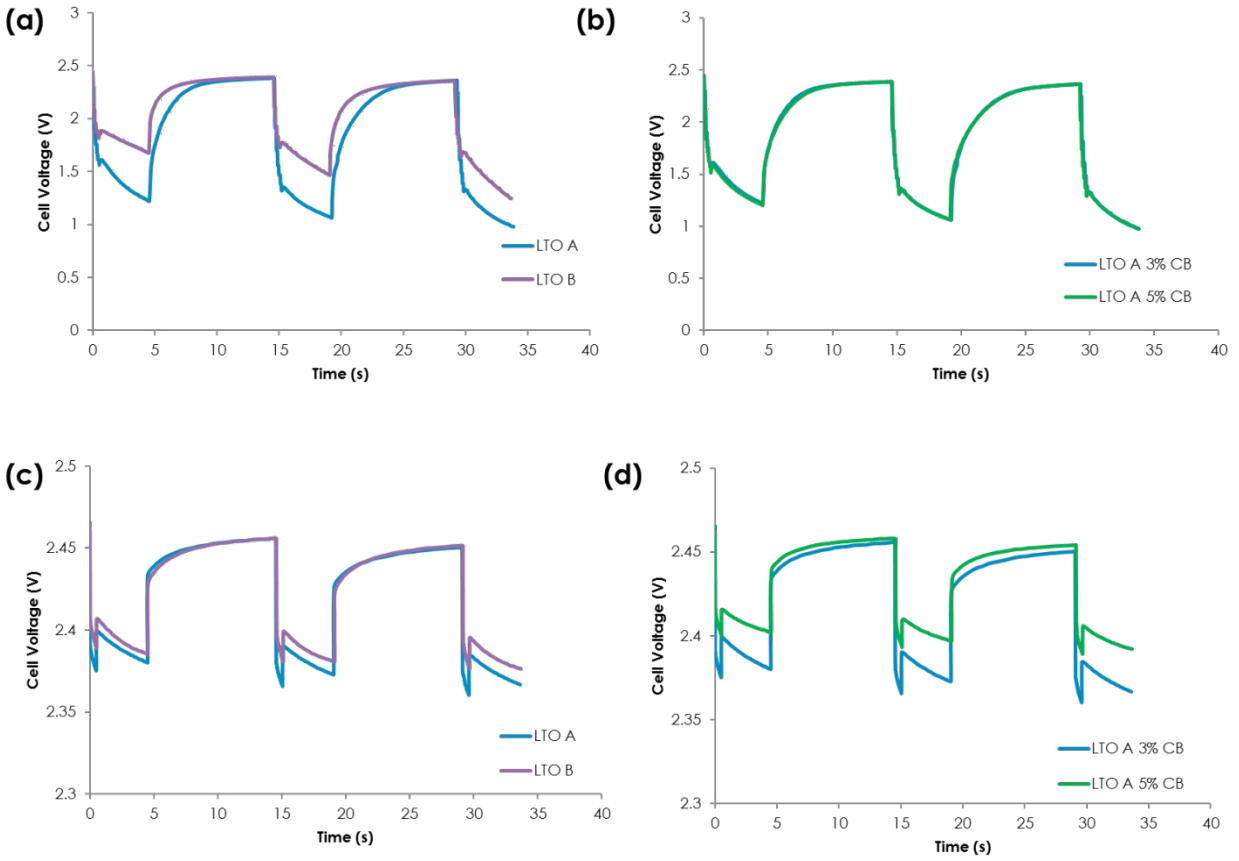 (a)
3
2.5
2
1.5
1
0.5
0
Cell Voltage (V)
0 5 10 15 20 25 30 35 40
Time (s)
LTO A
LTO B
(b)
3
2.5
2
1.5
1
0.5
0
Cell Voltage (V)
0 5 10 15 20 25 30 35 40
Time (s)
LTO A 3% CB
LTO A 5% CB
(c)
2.5
2.45
2.4
2.35
2.3
Cell Voltage (V)
0 5 10 15 20 25 30 35 40
Time (s)
LTO A
LTO B
(d)
2.5
2.45
2.4
2.35
2.3
Cell Voltage (V)
0 5 10 15 20 25 30 35 40
Time (s)
LTO A 3% CB
LTO A 5% CB